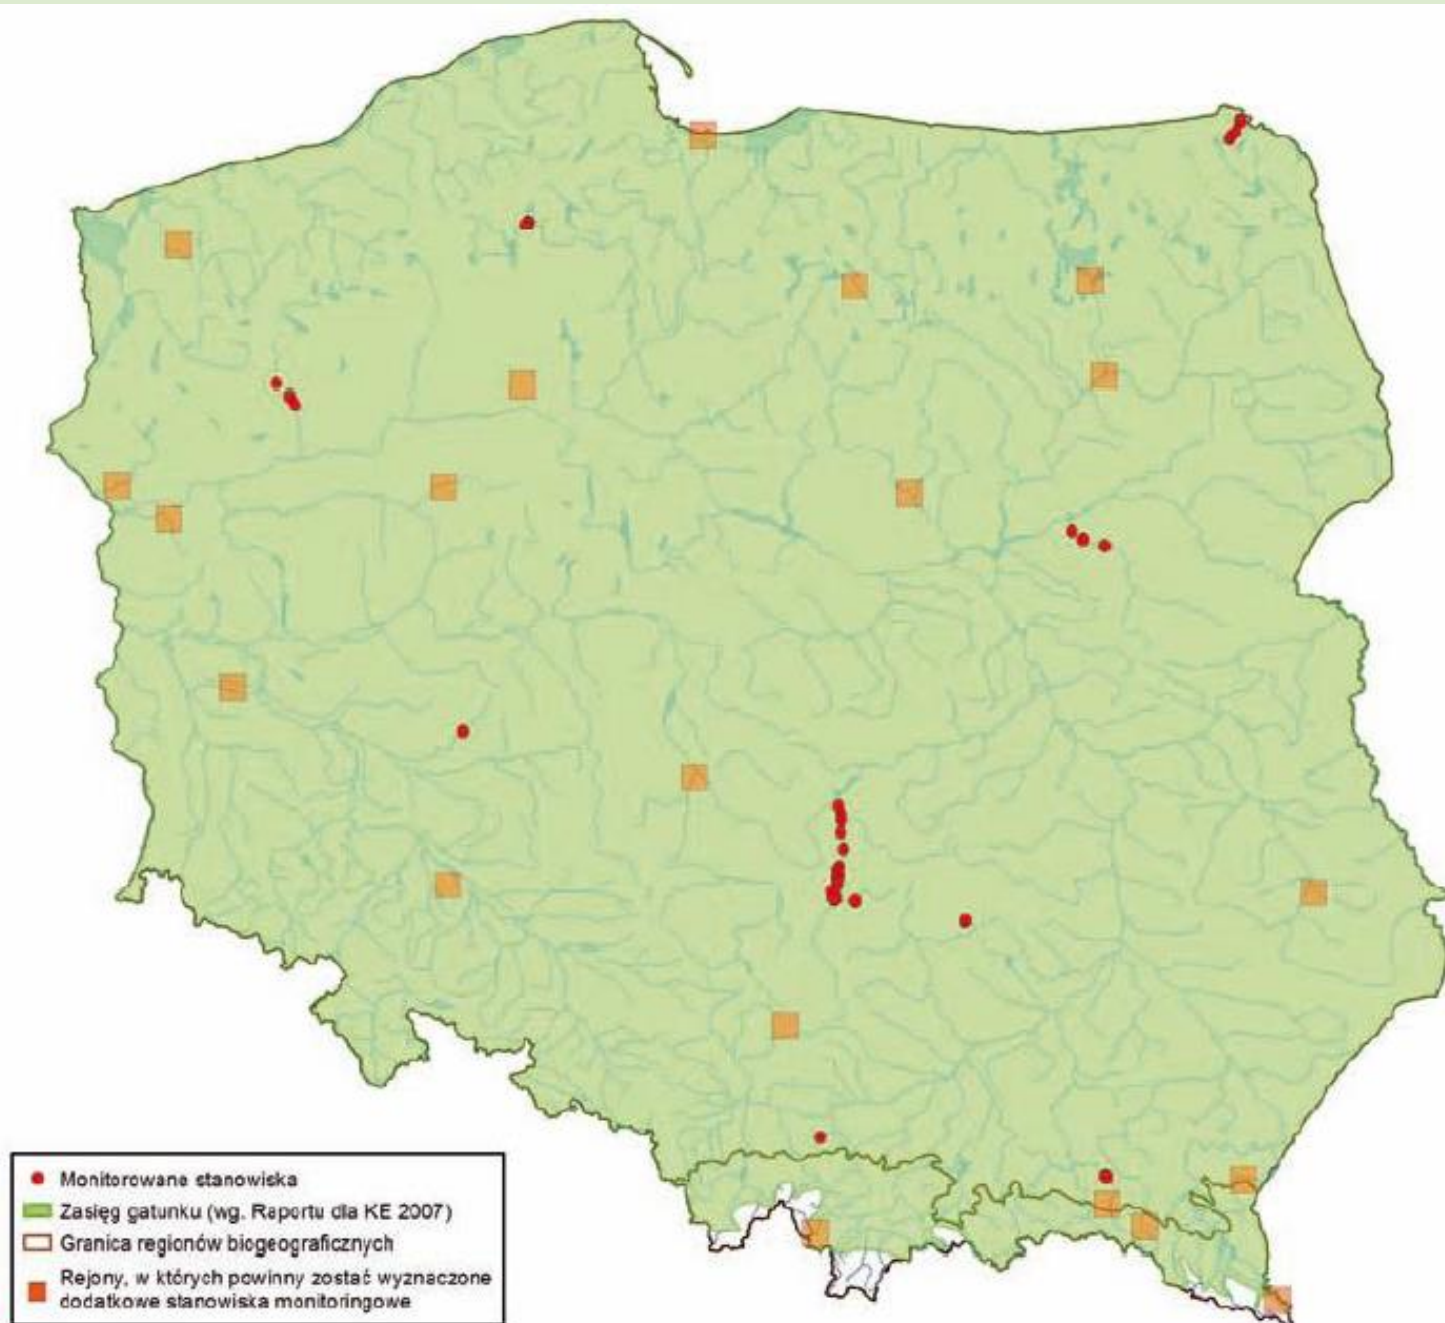 Monitorowane stanowiska
Zasięg gatunku (wg. Raportu dla KE 2007)
Granica regionów biogeograficznych
Rejony, w których powinny zostać wyznaczone
dodatkowe stanowiska monitoringowe